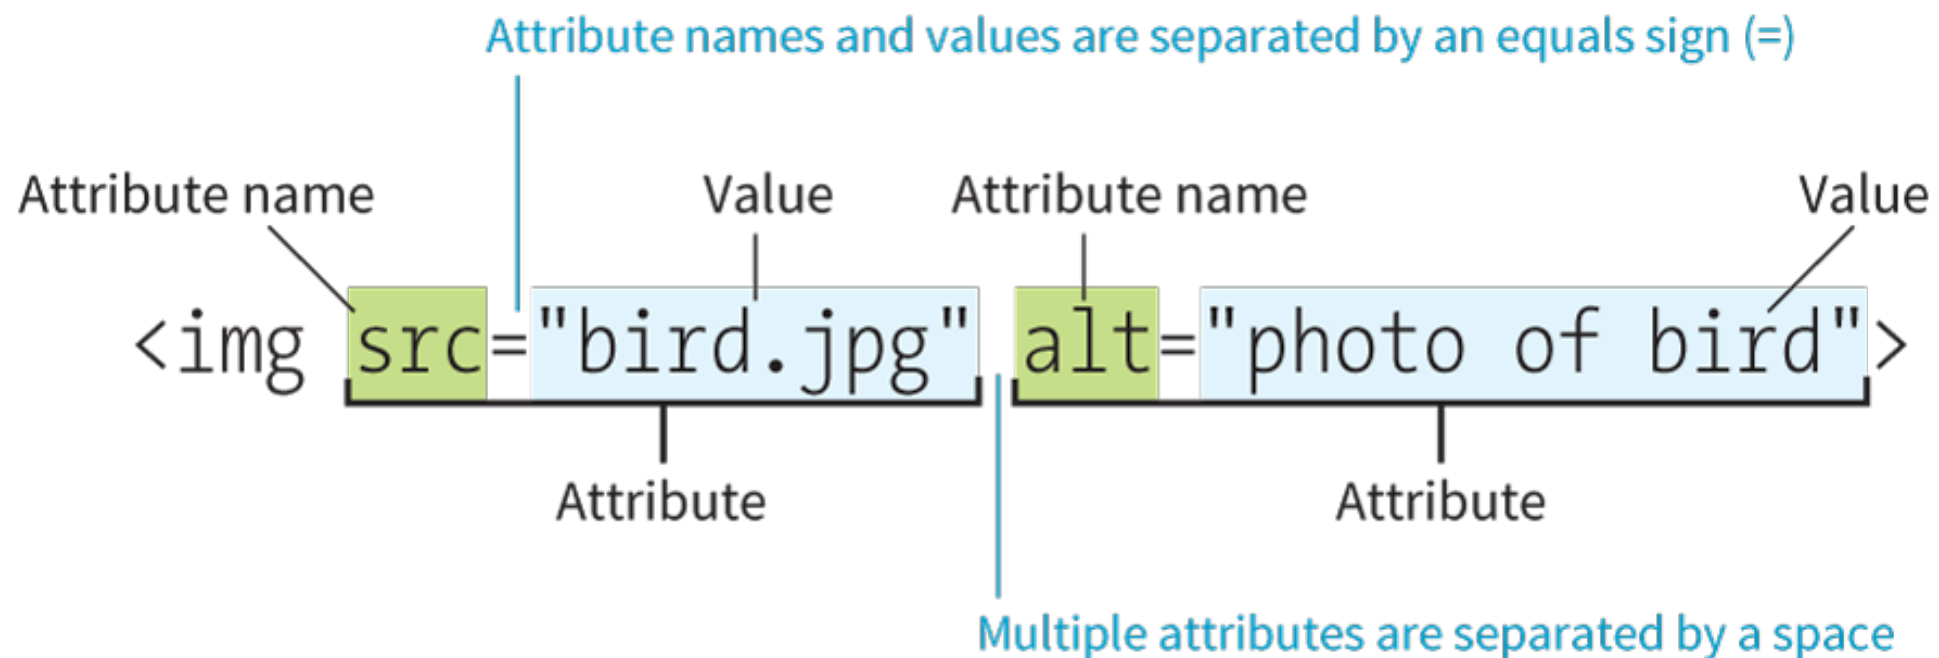 Attribute names and values are separated by an equals sign (=)
Attribute name Value Attribute name Value
<img src="bird.jpg" alt="photo of bird">
Attribute Attribute
Multiple attributes are separated by a space